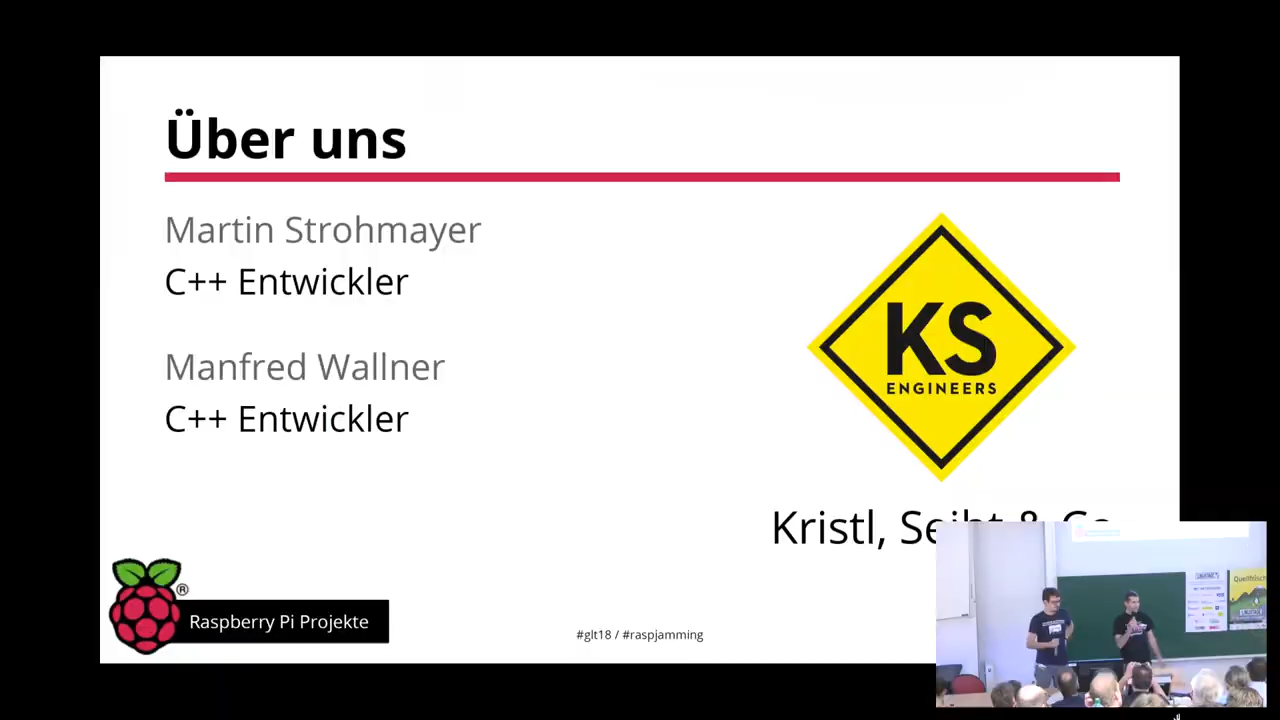 Über uns
Martin Strohmayer
C++ Entwickler
Manfred Wallner
C++ Entwickler
KS
ENGINEERS
Kristl, Seibt & Co
®
Raspberry Pi Projekte
#glt18 / #raspjamming